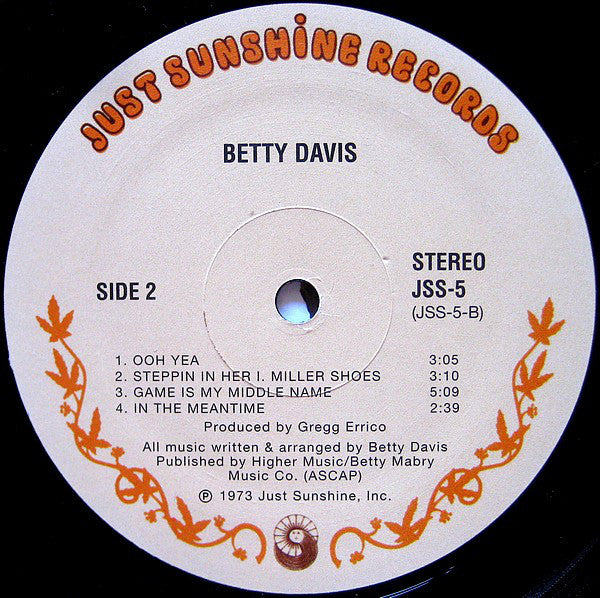 JUST SUNSHINE RECORDS
BETTY DAVIS
SIDE 2
STEREO
JSS-5
(JSS-5-B)
1. OOH YEA 3:05
2. STEPPIN IN HER I. MILLER SHOES 3:10
3. GAME IS MY MIDDLE NAME 5:09
4. IN THE MEANTIME 2:39
Produced by Gregg Errico
All music written & arranged by Betty Davis
Published by Higher Music/Betty Mabry
Music Co. (ASCAP)
℗ 1973 Just Sunshine, Inc.